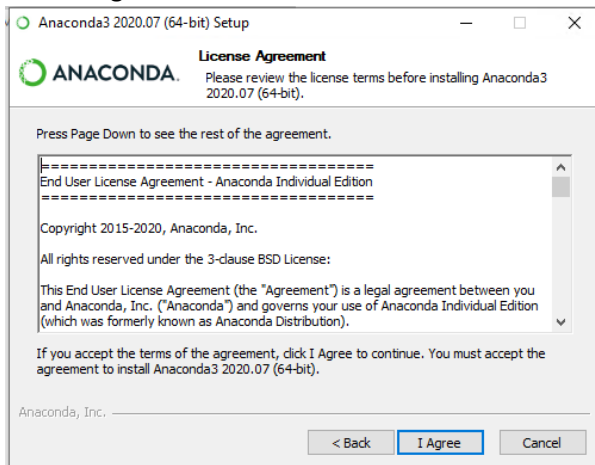 Anaconda3 2020.07 (64-bit) Setup
ANACONDA.
License Agreement
Please review the license terms before installing Anaconda3
2020.07 (64-bit).
Press Page Down to see the rest of the agreement.
===================================
End User License Agreement - Anaconda Individual Edition
===================================
Copyright 2015-2020, Anaconda, Inc.
All rights reserved under the 3-clause BSD License:
This End User License Agreement (the "Agreement") is a legal agreement between you
and Anaconda, Inc. ("Anaconda") and governs your use of Anaconda Individual Edition
(which was formerly known as Anaconda Distribution).
If you accept the terms of the agreement, click I Agree to continue. You must accept the
agreement to install Anaconda3 2020.07 (64-bit).
Anaconda, Inc.
< Back
I Agree
Cancel